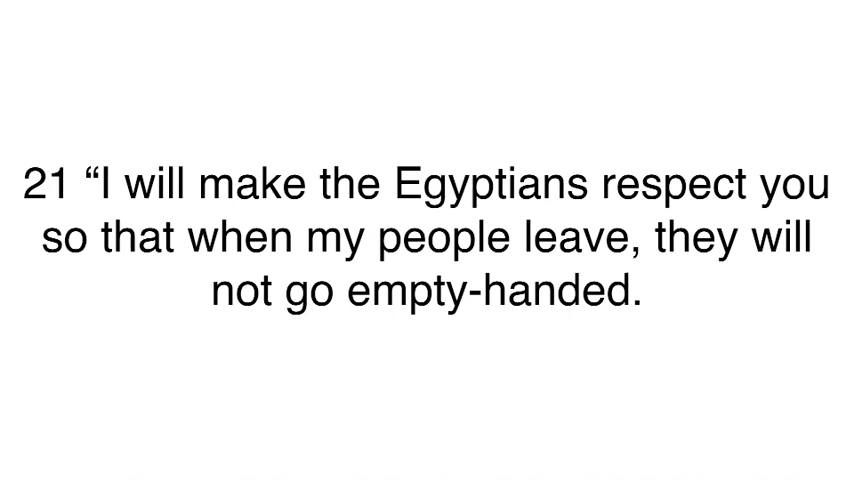 21 “I will make the Egyptians respect you
so that when my people leave, they will
not go empty-handed.